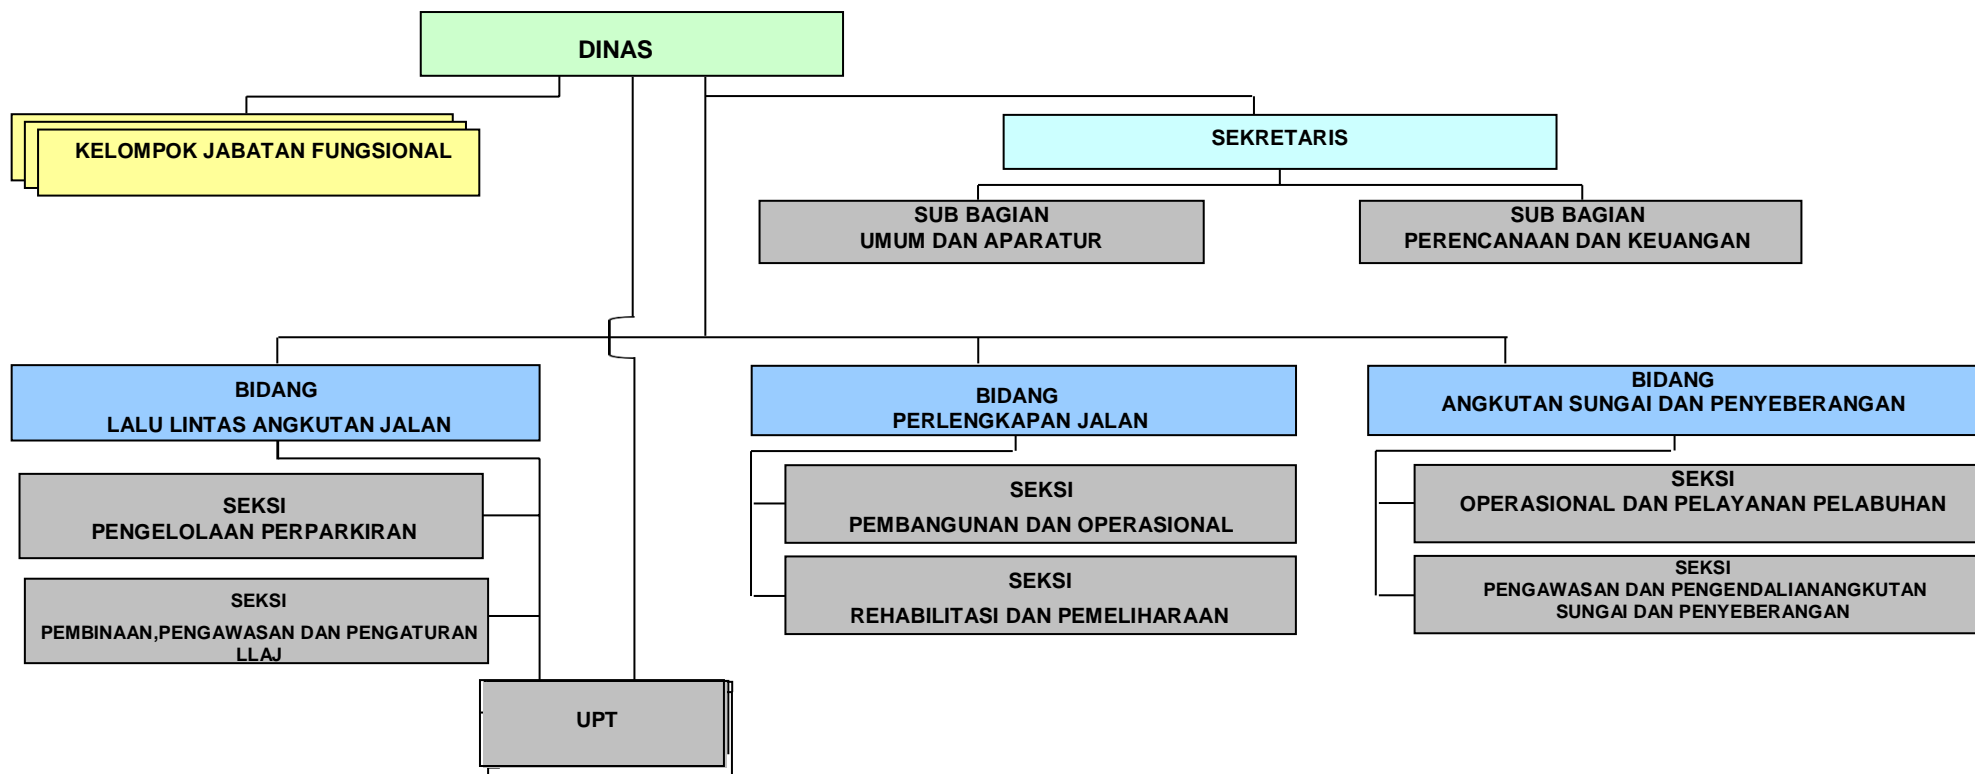 DINAS
KELOMPOK JABATAN FUNGSIONAL
SEKRETARIS
SUB BAGIAN
UMUM DAN APARATUR
SUB BAGIAN
PERENCANAAN DAN KEUANGAN
BIDANG
LALU LINTAS ANGKUTAN JALAN
BIDANG
PERLENGKAPAN JALAN
BIDANG
ANGKUTAN SUNGAI DAN PENYEBERANGAN
SEKSI
PENGELOLAAN PERPARKIRAN
SEKSI
PEMBANGUNAN DAN OPERASIONAL
SEKSI
OPERASIONAL DAN PELAYANAN PELABUHAN
SEKSI
PEMBINAAN,PENGAWASAN DAN PENGATURAN
LLAJ
SEKSI
REHABILITASI DAN PEMELIHARAAN
SEKSI
PENGAWASAN DAN PENGENDALIANANGKUTAN
SUNGAI DAN PENYEBERANGAN
UPT